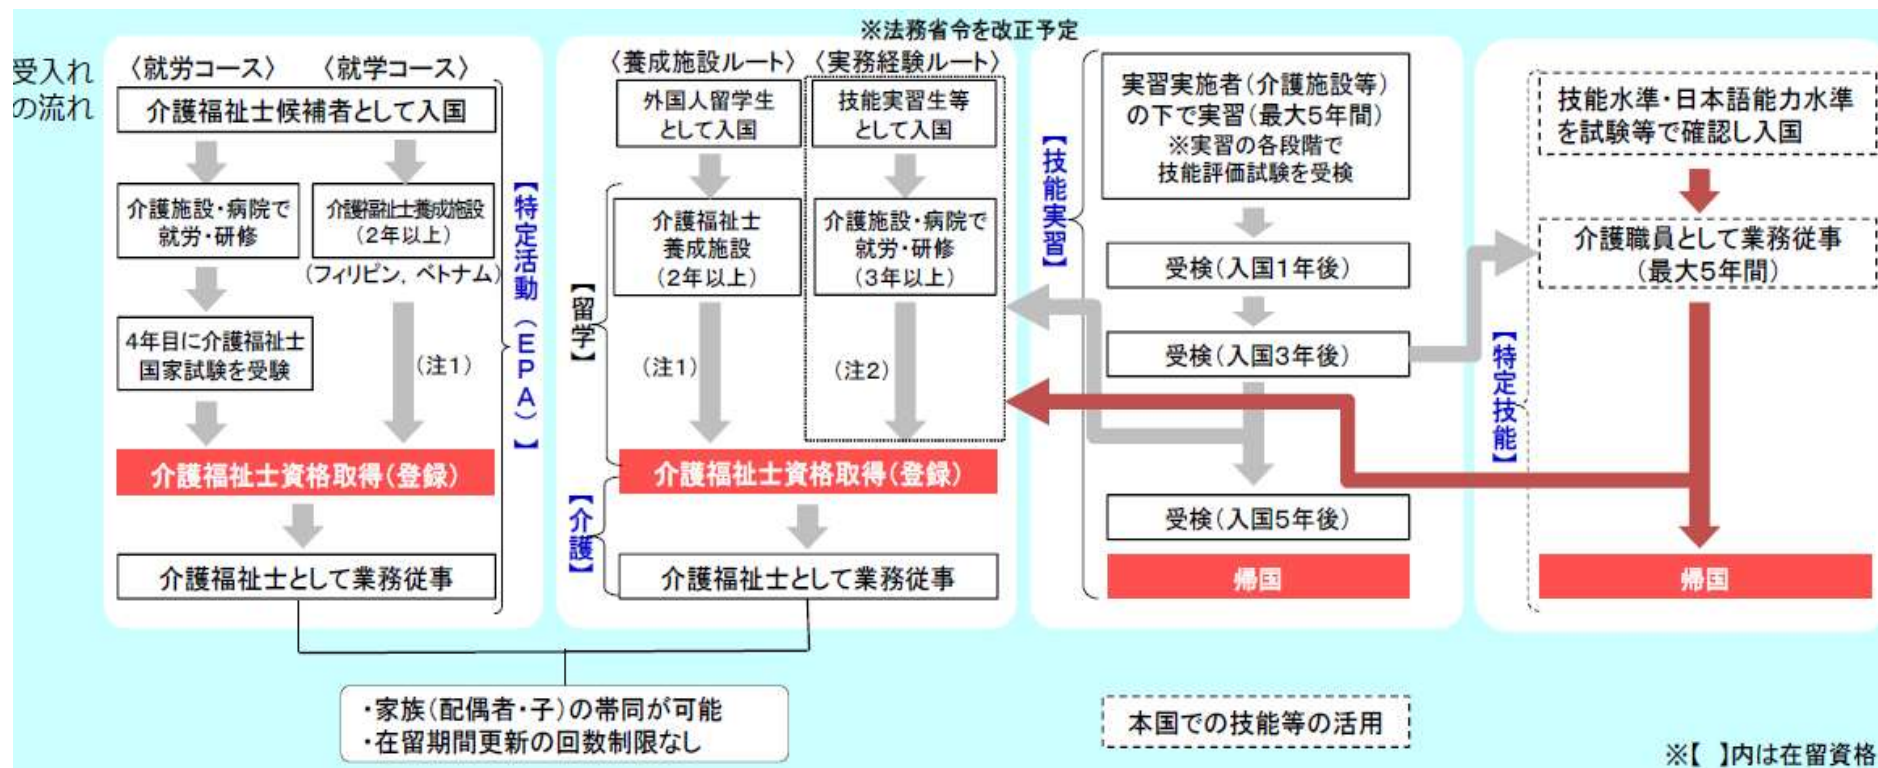 ※法務省令を改正予定
受入れ
の流れ
〈就労コース〉
〈就学コース〉
介護福祉士候補者として入国
介護施設・病院で
就労・研修
介護福祉士養成施設
(2年以上)
(フィリピン，ベトナム)
4年目に介護福祉士
国家試験を受験
(注1)
介護福祉士資格取得(登録)
介護福祉士として業務従事
【特定活動（ＥＰＡ）】
〈養成施設ルート〉
〈実務経験ルート〉
外国人留学生
として入国
技能実習生等
として入国
介護福祉士
養成施設
(2年以上)
介護施設・病院で
就労・研修
(3年以上)
【留学】
(注1)
(注2)
介護福祉士資格取得(登録)
【介護】
介護福祉士として業務従事
・家族(配偶者・子)の帯同が可能
・在留期間更新の回数制限なし
【技能実習】
実習実施者(介護施設等)
の下で実習(最大5年間)
※実習の各段階で
技能評価試験を受検
受検(入国1年後)
受検(入国3年後)
受検(入国5年後)
帰国
本国での技能等の活用
【特定技能】
技能水準・日本語能力水準
を試験等で確認し入国
介護職員として業務従事
(最大5年間)
帰国
※【　】内は在留資格